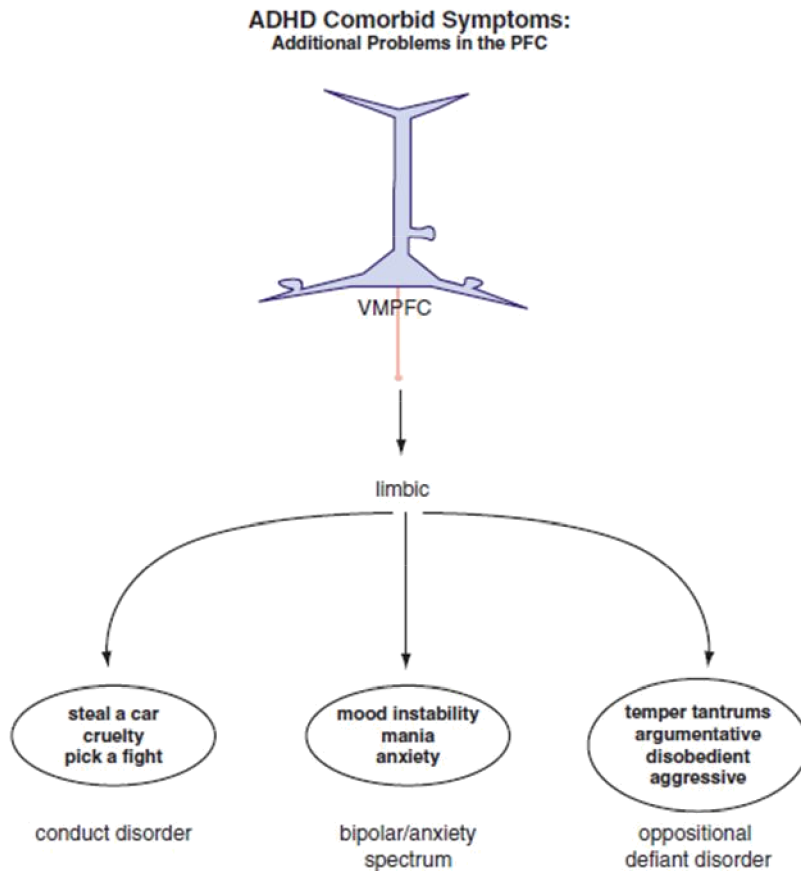 ADHD Comorbid Symptoms:
Additional Problems in the PFC
VMPFC
limbic
steal a car
cruelty
pick a fight
conduct disorder
mood instability
mania
anxiety
bipolar/anxiety
spectrum
temper tantrums
argumentative
disobedient
aggressive
oppositional
defiant disorder